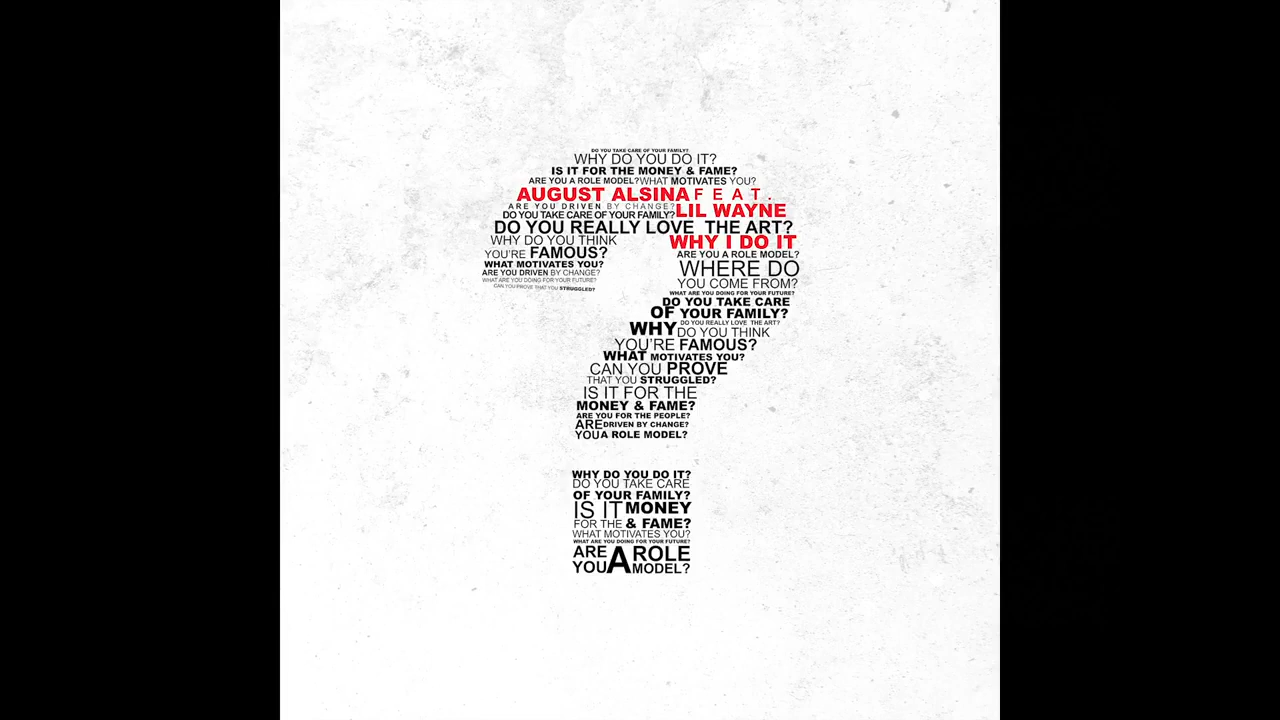 DO YOU TAKE CARE OF YOUR FAMILY?
WHY DO YOU DO IT?
IS IT FOR THE MONEY & FAME?
ARE YOU A ROLE MODEL? WHAT MOTIVATES YOU?
AUGUST ALSINA FEAT.
ARE YOU DRIVEN BY CHANGE?
LIL WAYNE
DO YOU TAKE CARE OF YOUR FAMILY?
DO YOU REALLY LOVE THE ART?
WHY DO YOU THINK
WHY I DO IT
YOU'RE FAMOUS?
ARE YOU A ROLE MODEL?
WHAT MOTIVATES YOU?
WHERE DO
ARE YOU DRIVEN BY CHANGE?
WHAT ARE YOU DOING FOR YOUR FUTURE?
YOU COME FROM?
CAN YOU PROVE THAT YOU STRUGGLED?
WHAT ARE YOU DOING FOR YOUR FUTURE?
DO YOU TAKE CARE
OF YOUR FAMILY?
DO YOU REALLY LOVE THE ART?
WHY DO YOU THINK
YOU'RE FAMOUS?
WHAT MOTIVATES YOU?
CAN YOU PROVE
THAT YOU STRUGGLED?
IS IT FOR THE
MONEY & FAME?
ARE YOU FOR THE PEOPLE?
ARE DRIVEN BY CHANGE?
YOU A ROLE MODEL?
WHY DO YOU DO IT?
DO YOU TAKE CARE
OF YOUR FAMILY?
IS IT MONEY
FOR THE & FAME?
WHAT MOTIVATES YOU?
WHAT ARE YOU DOING FOR YOUR FUTURE?
ARE A ROLE
YOU MODEL?